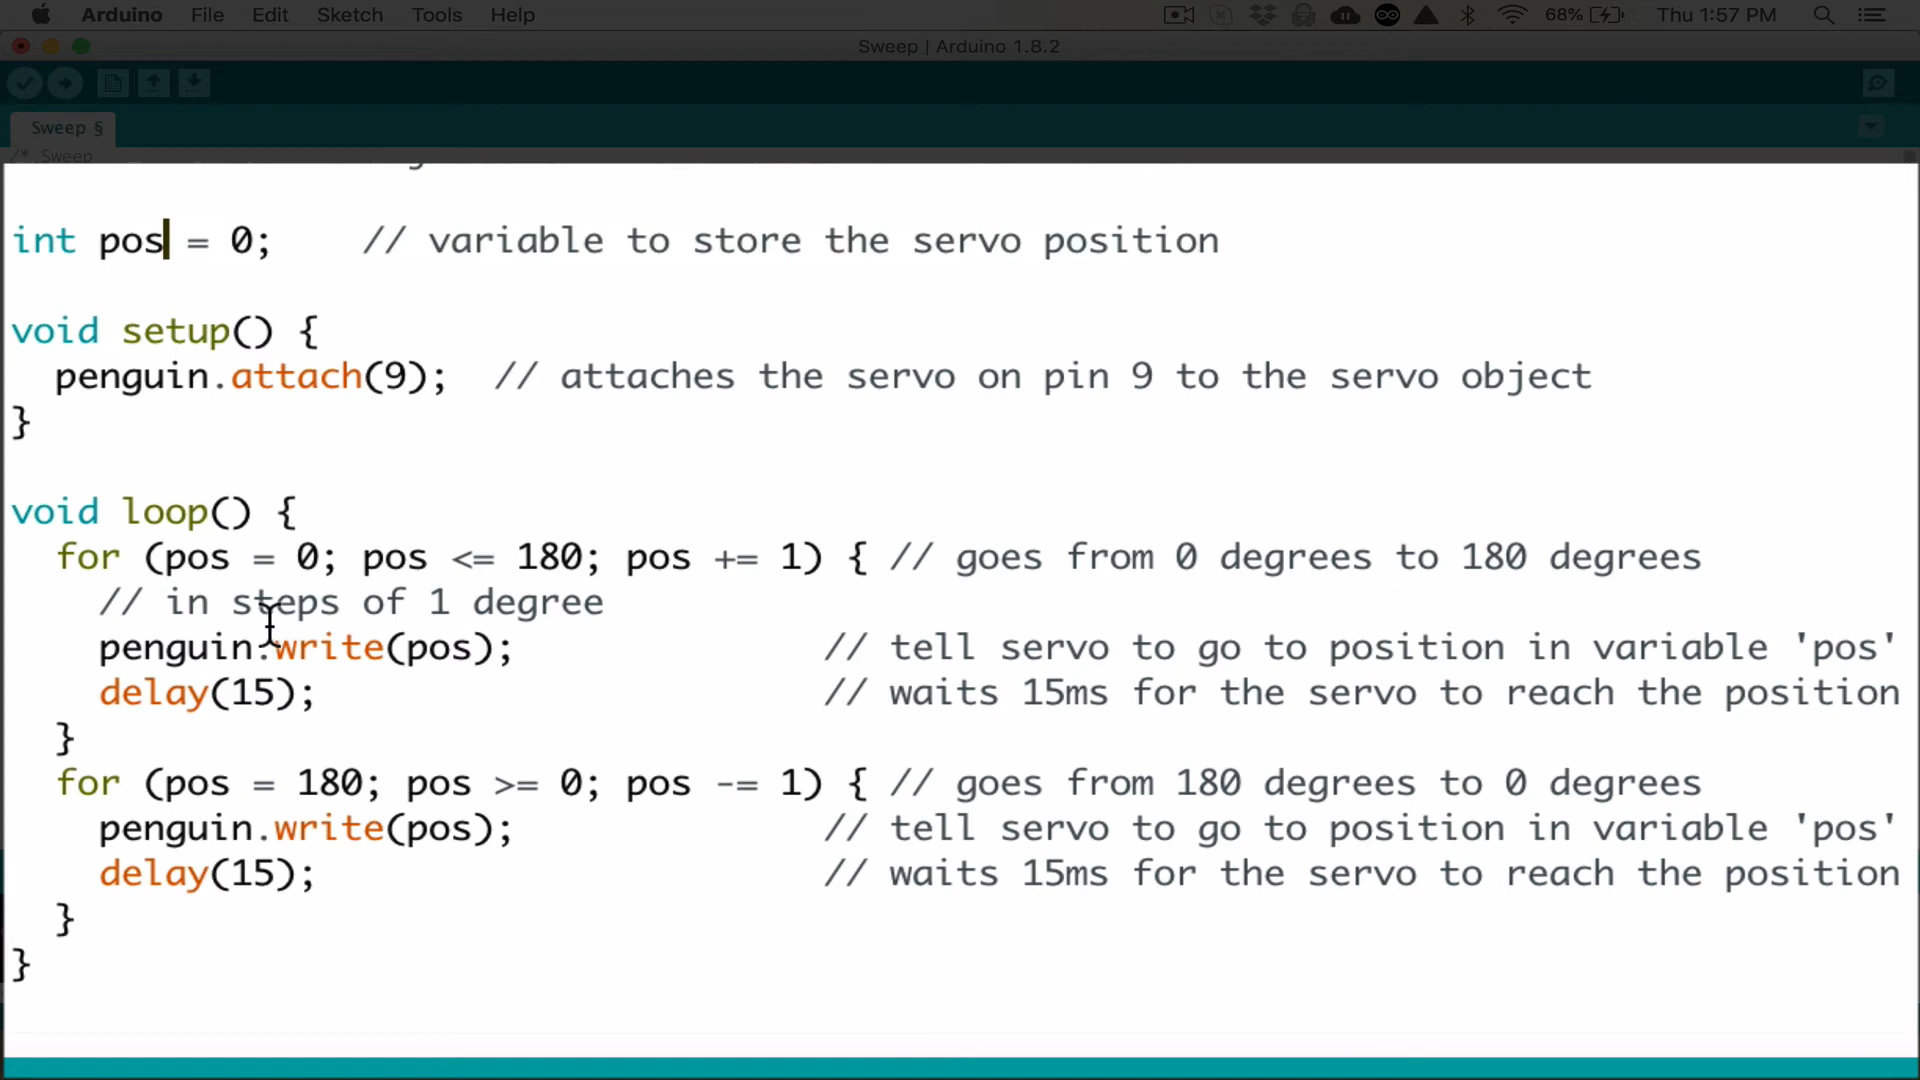 Arduino File Edit Sketch Tools Help 68% Thu 1:57 PM
Sweep | Arduino 1.8.2
Sweep §
/* Sweep
int pos = 0; // variable to store the servo position
void setup() {
penguin.attach(9); // attaches the servo on pin 9 to the servo object
}
void loop() {
for (pos = 0; pos <= 180; pos += 1) { // goes from 0 degrees to 180 degrees
// in steps of 1 degree
penguin.write(pos); // tell servo to go to position in variable 'pos'
delay(15); // waits 15ms for the servo to reach the position
}
for (pos = 180; pos >= 0; pos -= 1) { // goes from 180 degrees to 0 degrees
penguin.write(pos); // tell servo to go to position in variable 'pos'
delay(15); // waits 15ms for the servo to reach the position
}
}